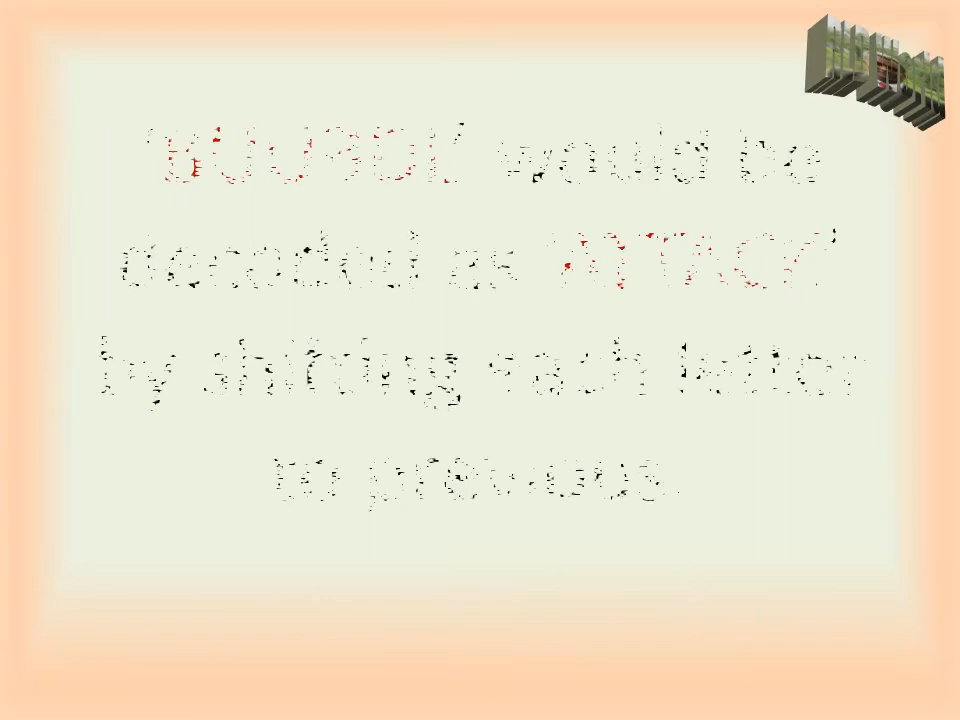 'BUUBDL' would be
decoded as 'ATTACK'
by shifting each letter
to previous.